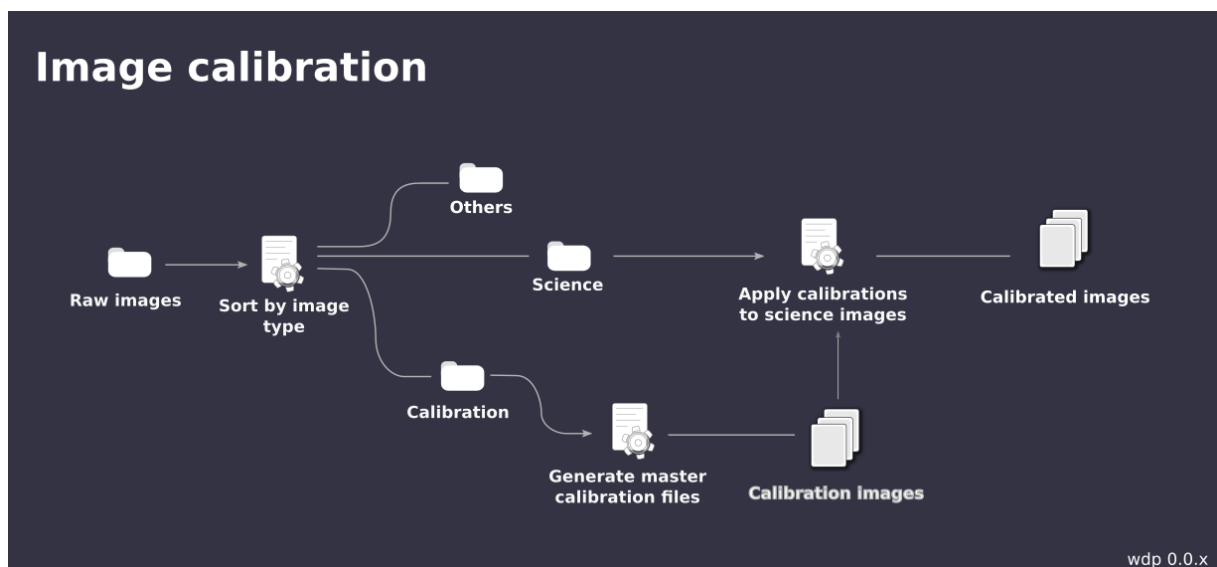 Image calibration
Others
Raw images
Sort by image
type
Science
Apply calibrations
to science images
Calibrated images
Calibration
Generate master
calibration files
Calibration images
wdp 0.0.x